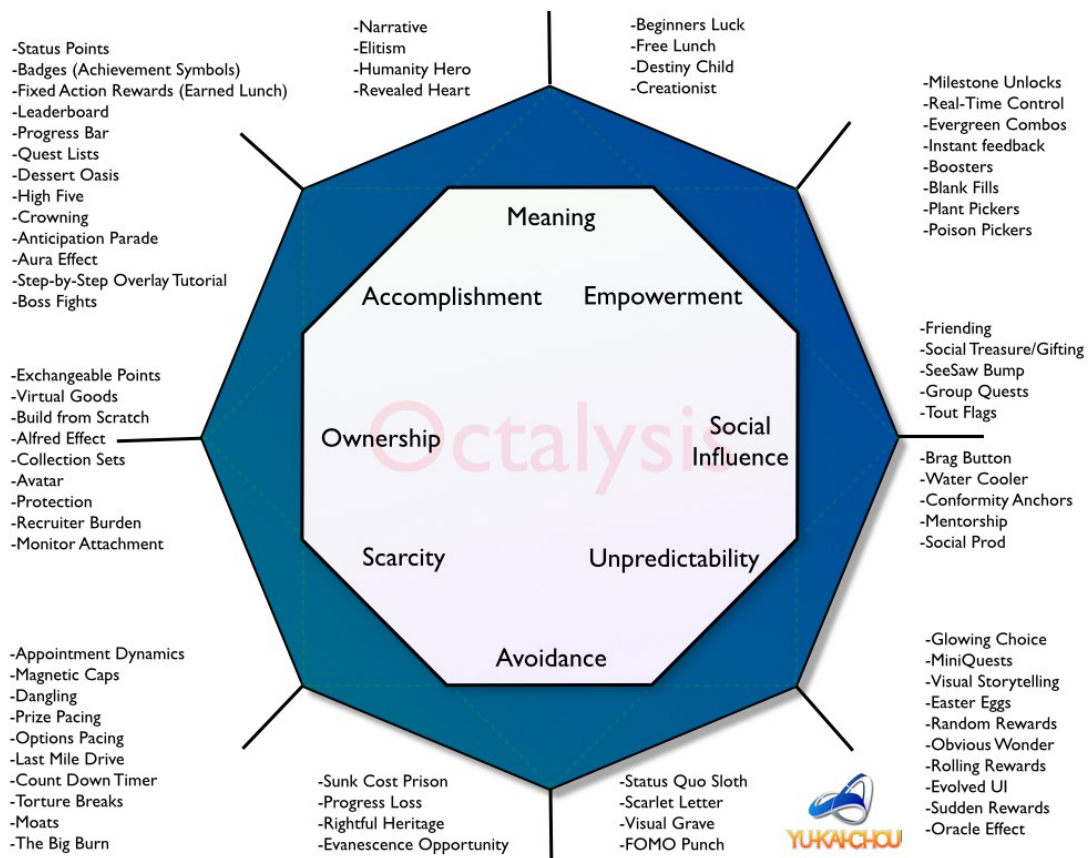 -Status Points
-Badges (Achievement Symbols)
-Fixed Action Rewards (Earned Lunch)
-Leaderboard
-Progress Bar
-Quest Lists
-Dessert Oasis
-High Five
-Crowning
-Anticipation Parade
-Aura Effect
-Step-by-Step Overlay Tutorial
-Boss Fights
-Narrative
-Elitism
-Humanity Hero
-Revealed Heart
-Beginners Luck
-Free Lunch
-Destiny Child
-Creationist
-Milestone Unlocks
-Real-Time Control
-Evergreen Combos
-Instant feedback
-Boosters
-Blank Fills
-Plant Pickers
-Poison Pickers
Meaning
Accomplishment
Empowerment
-Exchangeable Points
-Virtual Goods
-Build from Scratch
-Alfred Effect
-Collection Sets
-Avatar
-Protection
-Recruiter Burden
-Monitor Attachment
Ownership
Octalysis
Social
Influence
-Friending
-Social Treasure/Gifting
-SeeSaw Bump
-Group Quests
-Tout Flags
-Brag Button
-Water Cooler
-Conformity Anchors
-Mentorship
-Social Prod
Scarcity
Unpredictability
Avoidance
-Appointment Dynamics
-Magnetic Caps
-Dangling
-Prize Pacing
-Options Pacing
-Last Mile Drive
-Count Down Timer
-Torture Breaks
-Moats
-The Big Burn
-Sunk Cost Prison
-Progress Loss
-Rightful Heritage
-Evanescence Opportunity
-Status Quo Sloth
-Scarlet Letter
-Visual Grave
-FOMO Punch
-Glowing Choice
-MiniQuests
-Visual Storytelling
-Easter Eggs
-Random Rewards
-Obvious Wonder
-Rolling Rewards
-Evolved UI
-Sudden Rewards
-Oracle Effect
YU-KAI-CHOU